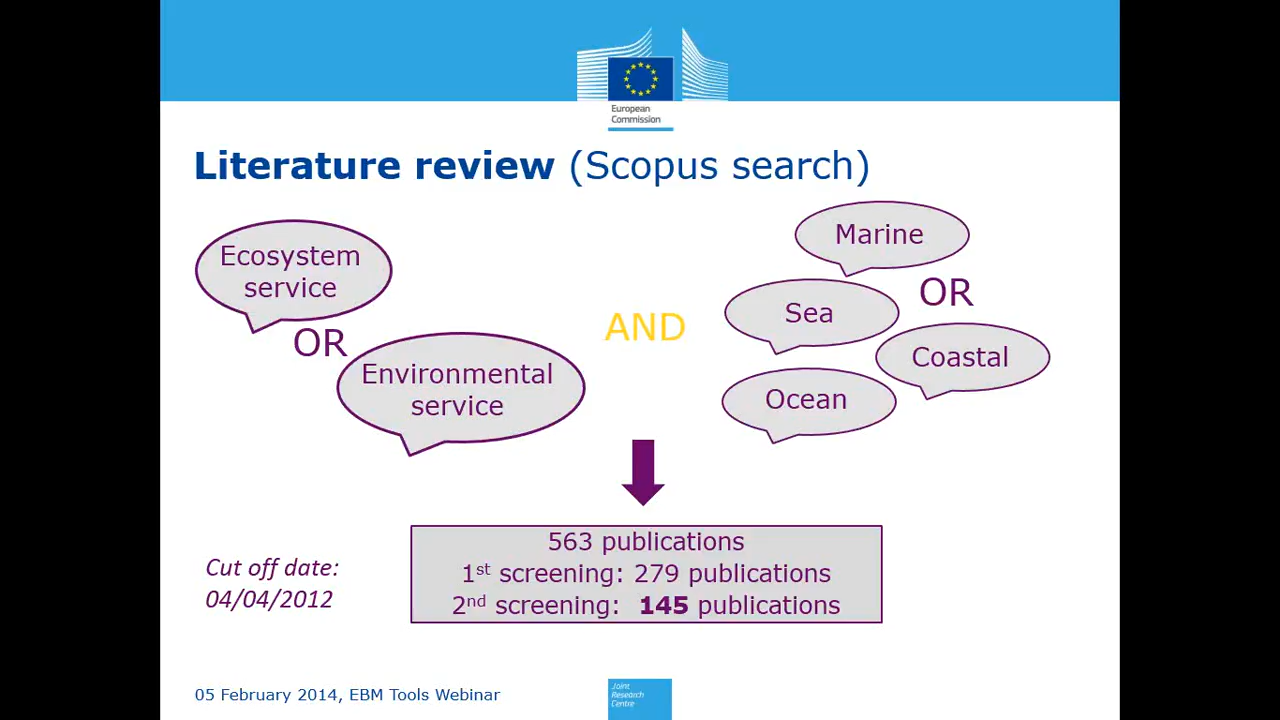 European
Commission
Literature review (Scopus search)
Ecosystem
service
OR
Environmental
service
AND
Marine
OR
Sea
Coastal
Ocean
563 publications
1st screening: 279 publications
2nd screening: 145 publications
Cut off date:
04/04/2012
05 February 2014, EBM Tools Webinar
Joint
Research
Centre